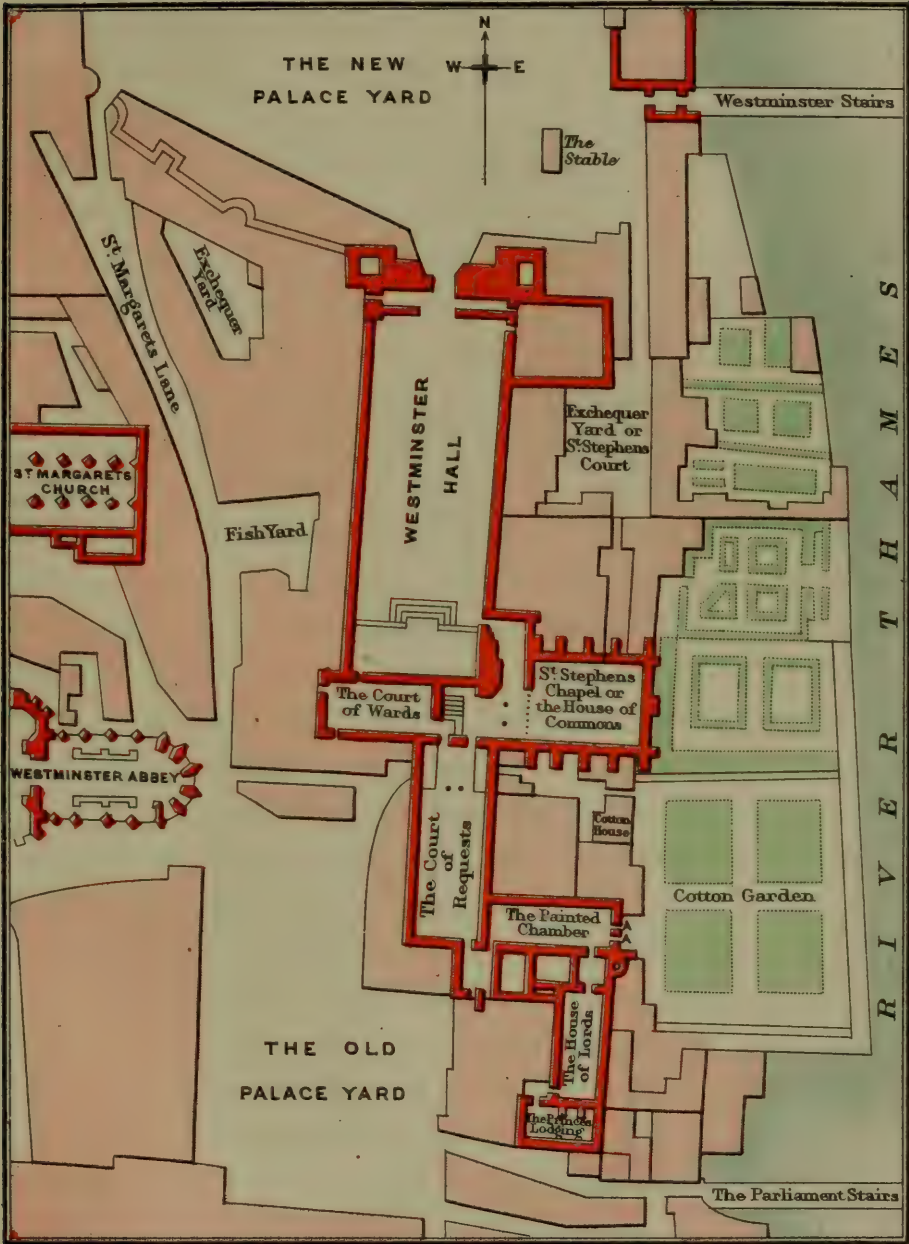 N
W
E
THE NEW
PALACE YARD
Westminster Stairs
The
Stable
St. Margarets Lane
Exchequer
Yard
WESTMINSTER
HALL
Exchequer
Yard or
St. Stephens
Court
RIVER THAMES
ST. MARGARETS
CHURCH
Fish Yard
The Court
of Wards
St. Stephens
Chapel or
the House of
Commons
WESTMINSTER ABBEY
The Court
of
Requests
Cotton
House
Cotton Garden
The Painted
Chamber
A
A
The House
of Lords
THE OLD
PALACE YARD
The Princes
Lodging
The Parliament Stairs